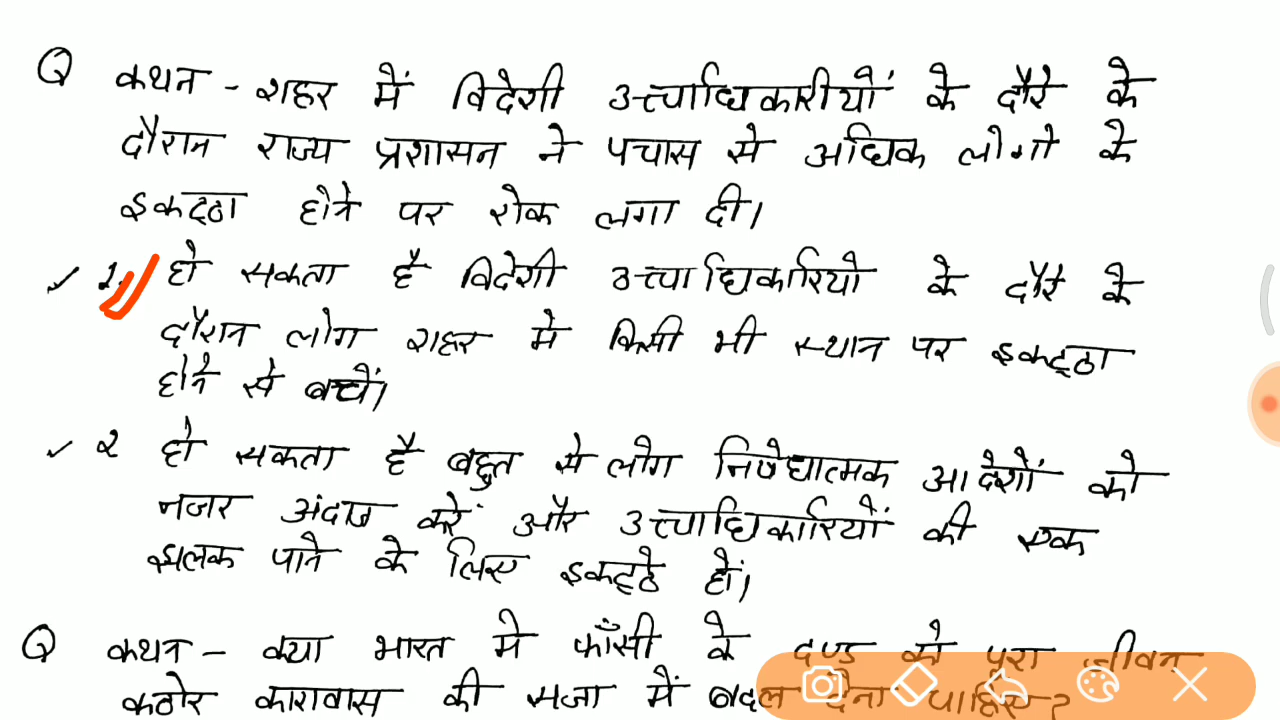 Q कथन - शहर में विदेशी उच्चाधिकारीयों के दौरे के
दौरान राज्य प्रशासन ने पचास से अधिक लोगो के
इकट्ठा होने पर रोक लगा दी।
1. हो सकता है विदेशी उच्चाधिकारियो के दौरे के
दौरान लोग शहर मे किसी भी स्थान पर इकट्ठा
होने से बचें।
2 हो सकता है बहुत से लोग निषेधात्मक आदेशों को
नजर अंदाज करें और उच्चाधिकारियों की एक
झलक पाने के लिए इकट्ठे हों।
Q कथन - क्या भारत मे फाँसी के दण्ड को पूरा जीवन
कठोर कारावास की सजा में बदल देना चाहिए?